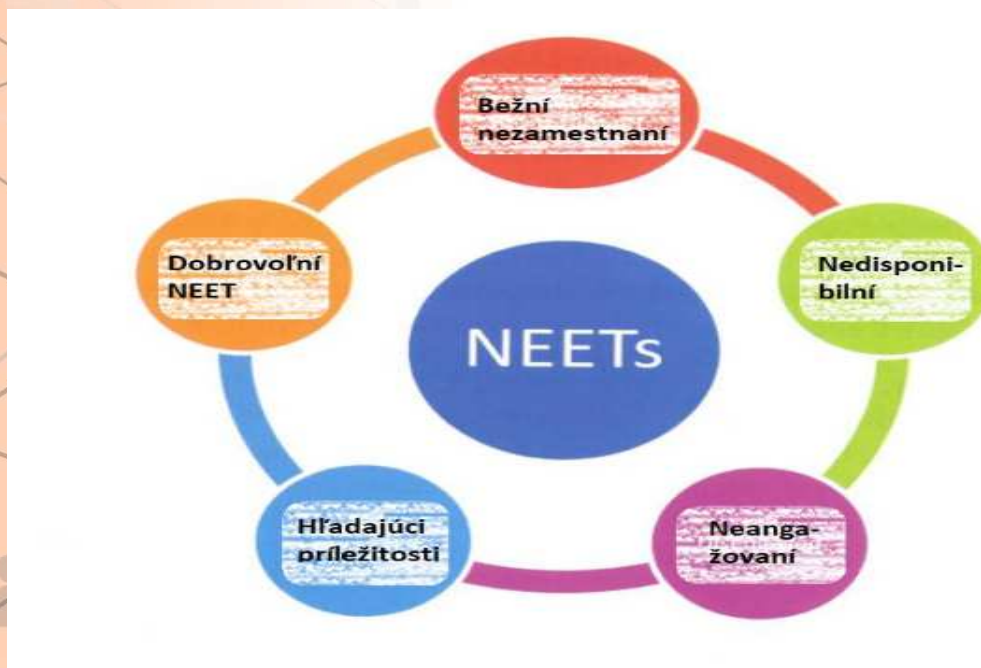 Bežní
nezamestnaní
Dobrovoľní
NEET
Nedisponi-
bilní
NEETs
Hľadajúci
príležitosti
Neanga-
žovaní